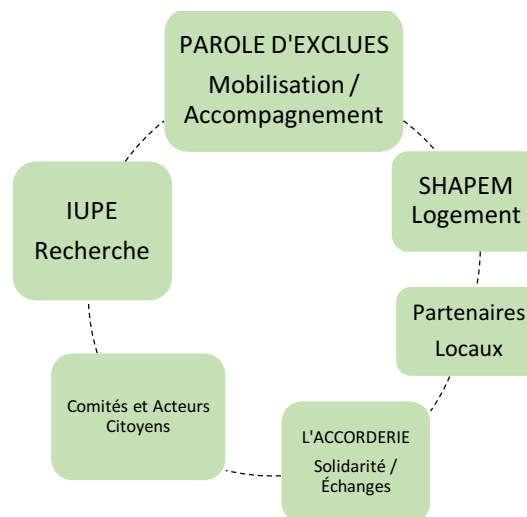 PAROLE D'EXCLUES
Mobilisation /
Accompagnement
SHAPEM
Logement
Partenaires
Locaux
L'ACCORDERIE
Solidarité /
Échanges
Comités et Acteurs
Citoyens
IUPE
Recherche